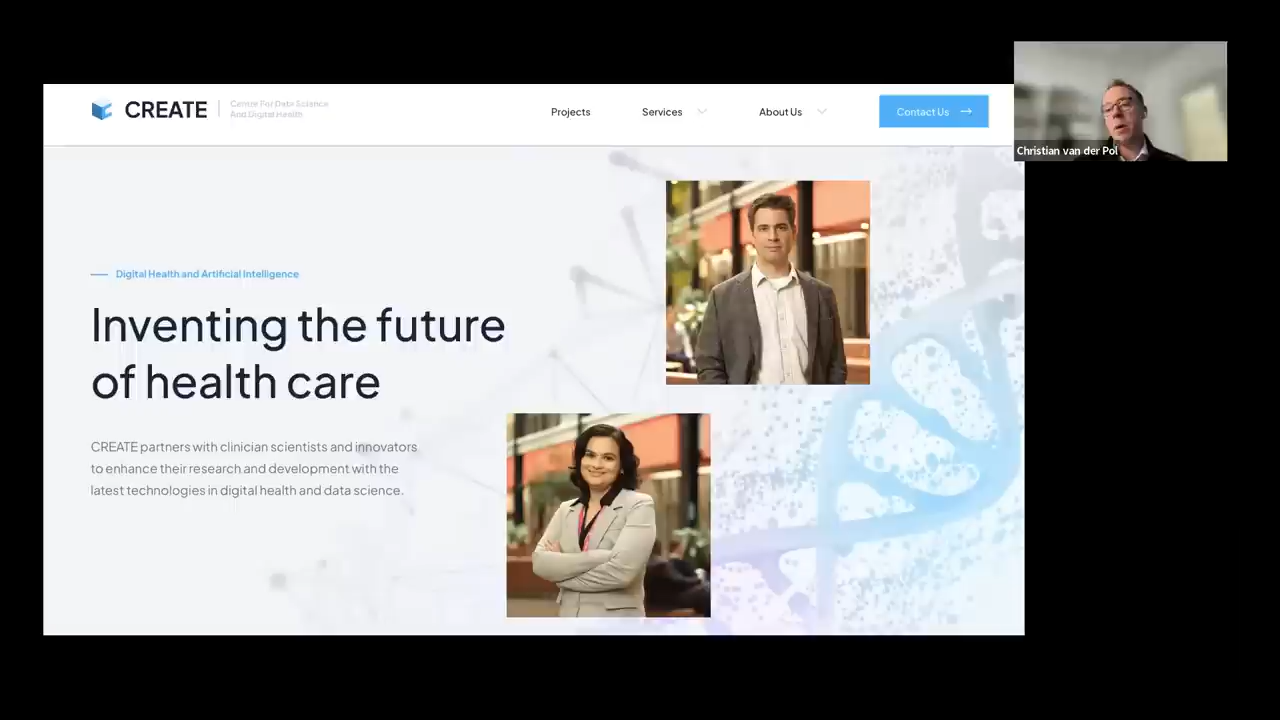 CREATE
Centre For Data Science
And Digital Health
Projects
Services
About Us
Contact Us
Christian van der Pol
Digital Health and Artificial Intelligence
Inventing the future
of health care
CREATE partners with clinician scientists and innovators
to enhance their research and development with the
latest technologies in digital health and data science.